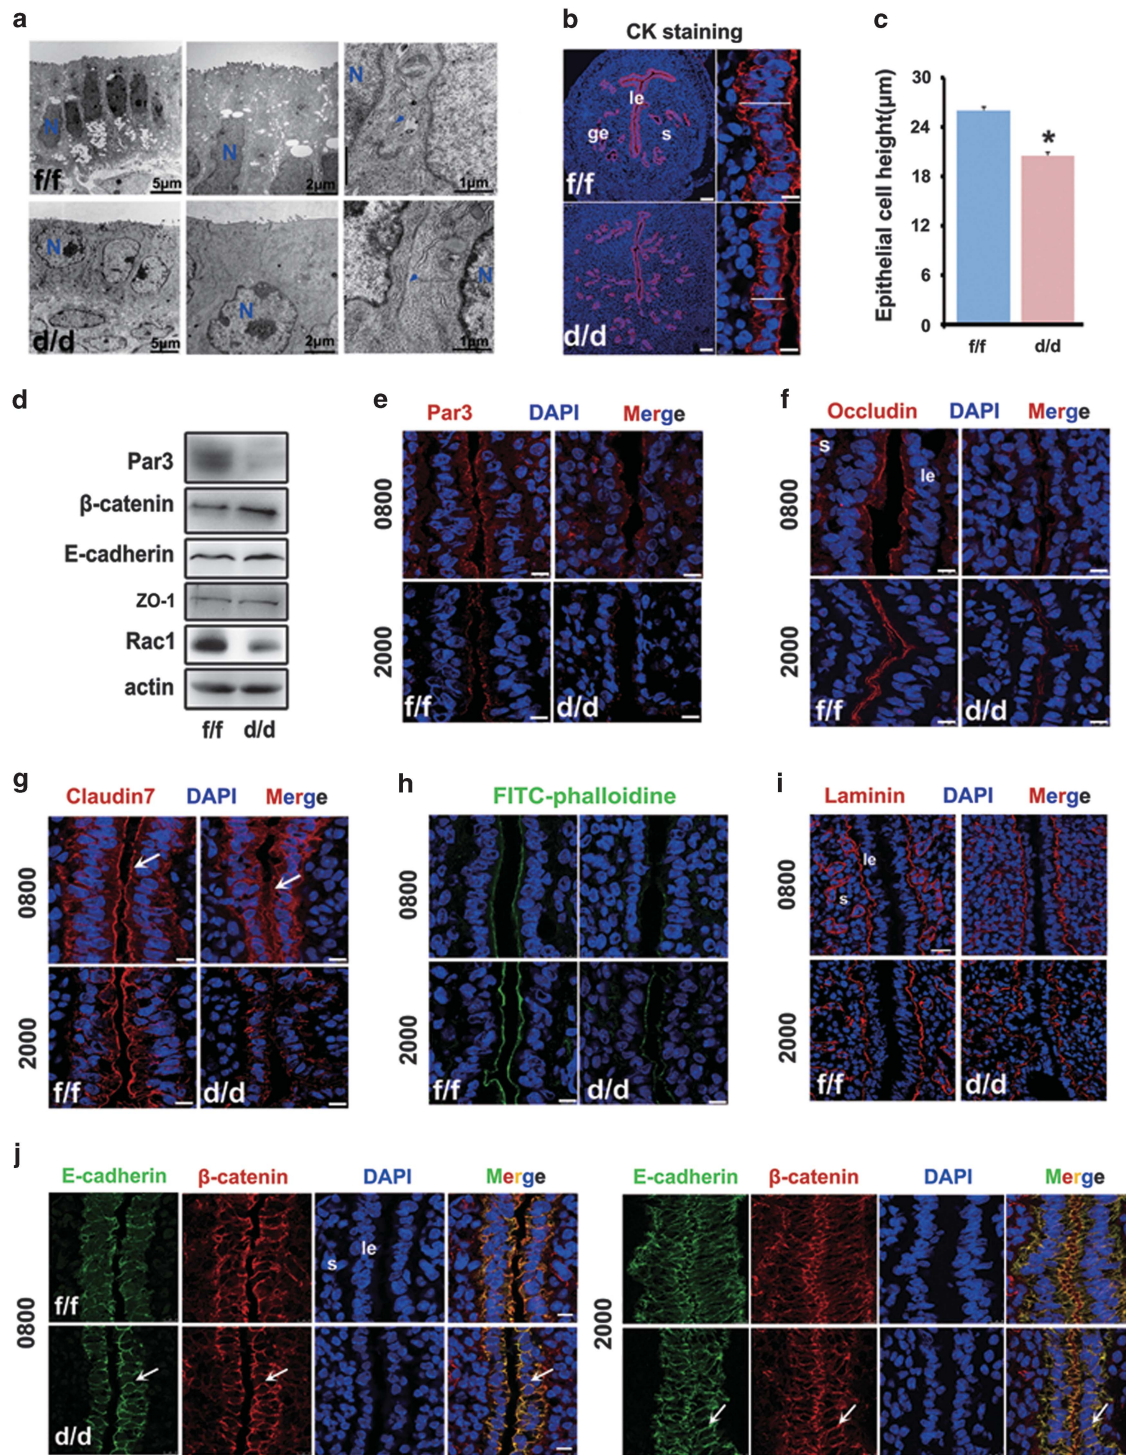 a
N
N
N
f/f
5μm
2μm
1μm
N
N
N
d/d
5μm
2μm
1μm
b
CK staining
le
ge
s
f/f
d/d
c
Epithelial cell height(μm)
30
24
18
12
6
0
*
f/f
d/d
d
Par3
β-catenin
E-cadherin
ZO-1
Rac1
actin
f/f
d/d
e
Par3 DAPI Merge
0800
2000
f/f
d/d
f
Occludin DAPI Merge
s
le
0800
2000
f/f
d/d
g
Claudin7 DAPI Merge
0800
2000
f/f
d/d
h
FITC-phalloidine
0800
2000
f/f
d/d
i
Laminin DAPI Merge
le
s
0800
2000
f/f
d/d
j
E-cadherin β-catenin DAPI Merge
le
s
f/f
0800
d/d
E-cadherin β-catenin DAPI Merge
2000